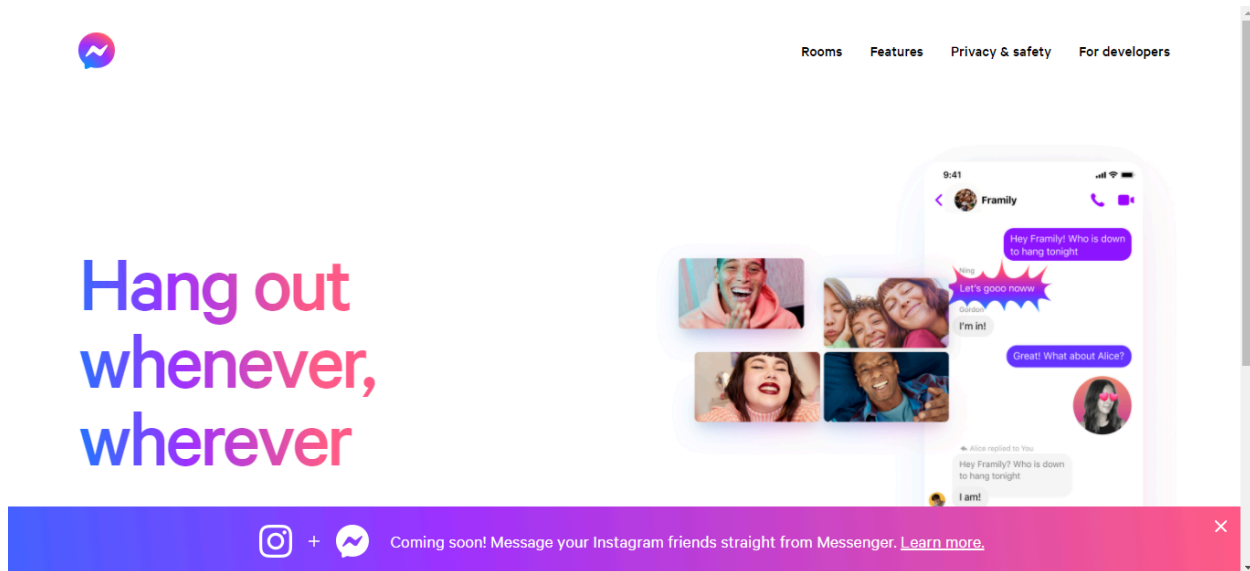 Rooms Features Privacy & safety For developers
Hang out
whenever,
wherever
9:41
Framily
Hey Framily! Who is down
to hang tonight
Ning
Let's gooo noww
Gordon
I'm in!
Great! What about Alice?
Alice replied to You
Hey Framily? Who is down
to hang tonight
I am!
+ Coming soon! Message your Instagram friends straight from Messenger. Learn more.